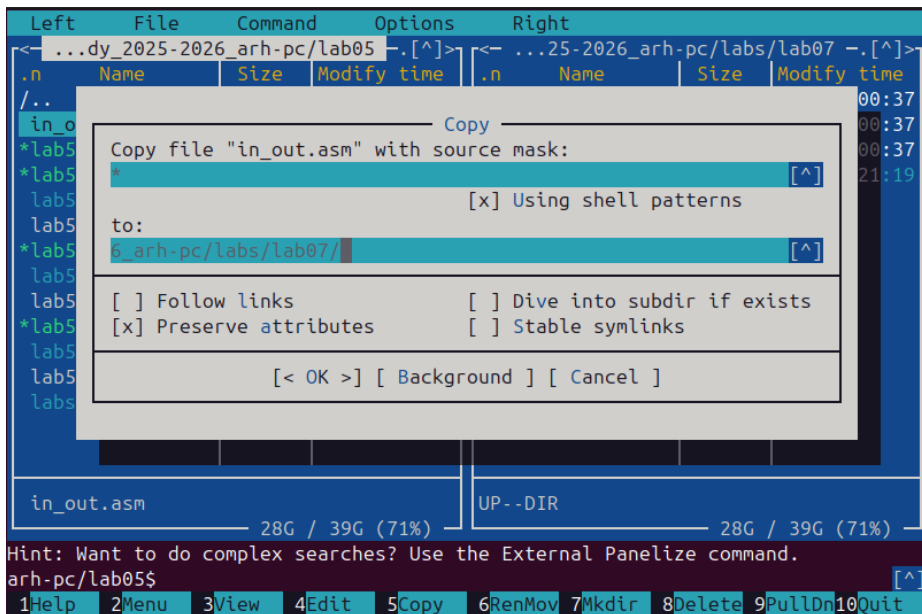 Left File Command Options Right
<─ ...dy_2025-2026_arh-pc/lab05 ─.[^]> <─ ...25-2026_arh-pc/labs/lab07 ─.[^]>
.n Name Size Modify time .n Name Size Modify time
/.. 00:37
in_o Copy 00:37
*lab5 Copy file "in_out.asm" with source mask: 00:37
*lab5 * [^] 21:19
lab5 [x] Using shell patterns
lab5 to:
*lab5 6_arh-pc/labs/lab07/ [^]
lab5
lab5 [ ] Follow links [ ] Dive into subdir if exists
*lab5 [x] Preserve attributes [ ] Stable symlinks
lab5
lab5 [< OK >] [ Background ] [ Cancel ]
labs
in_out.asm UP--DIR
28G / 39G (71%) 28G / 39G (71%)
Hint: Want to do complex searches? Use the External Panelize command.
arh-pc/lab05$ [^]
1Help 2Menu 3View 4Edit 5Copy 6RenMov 7Mkdir 8Delete 9PullDn 10Quit